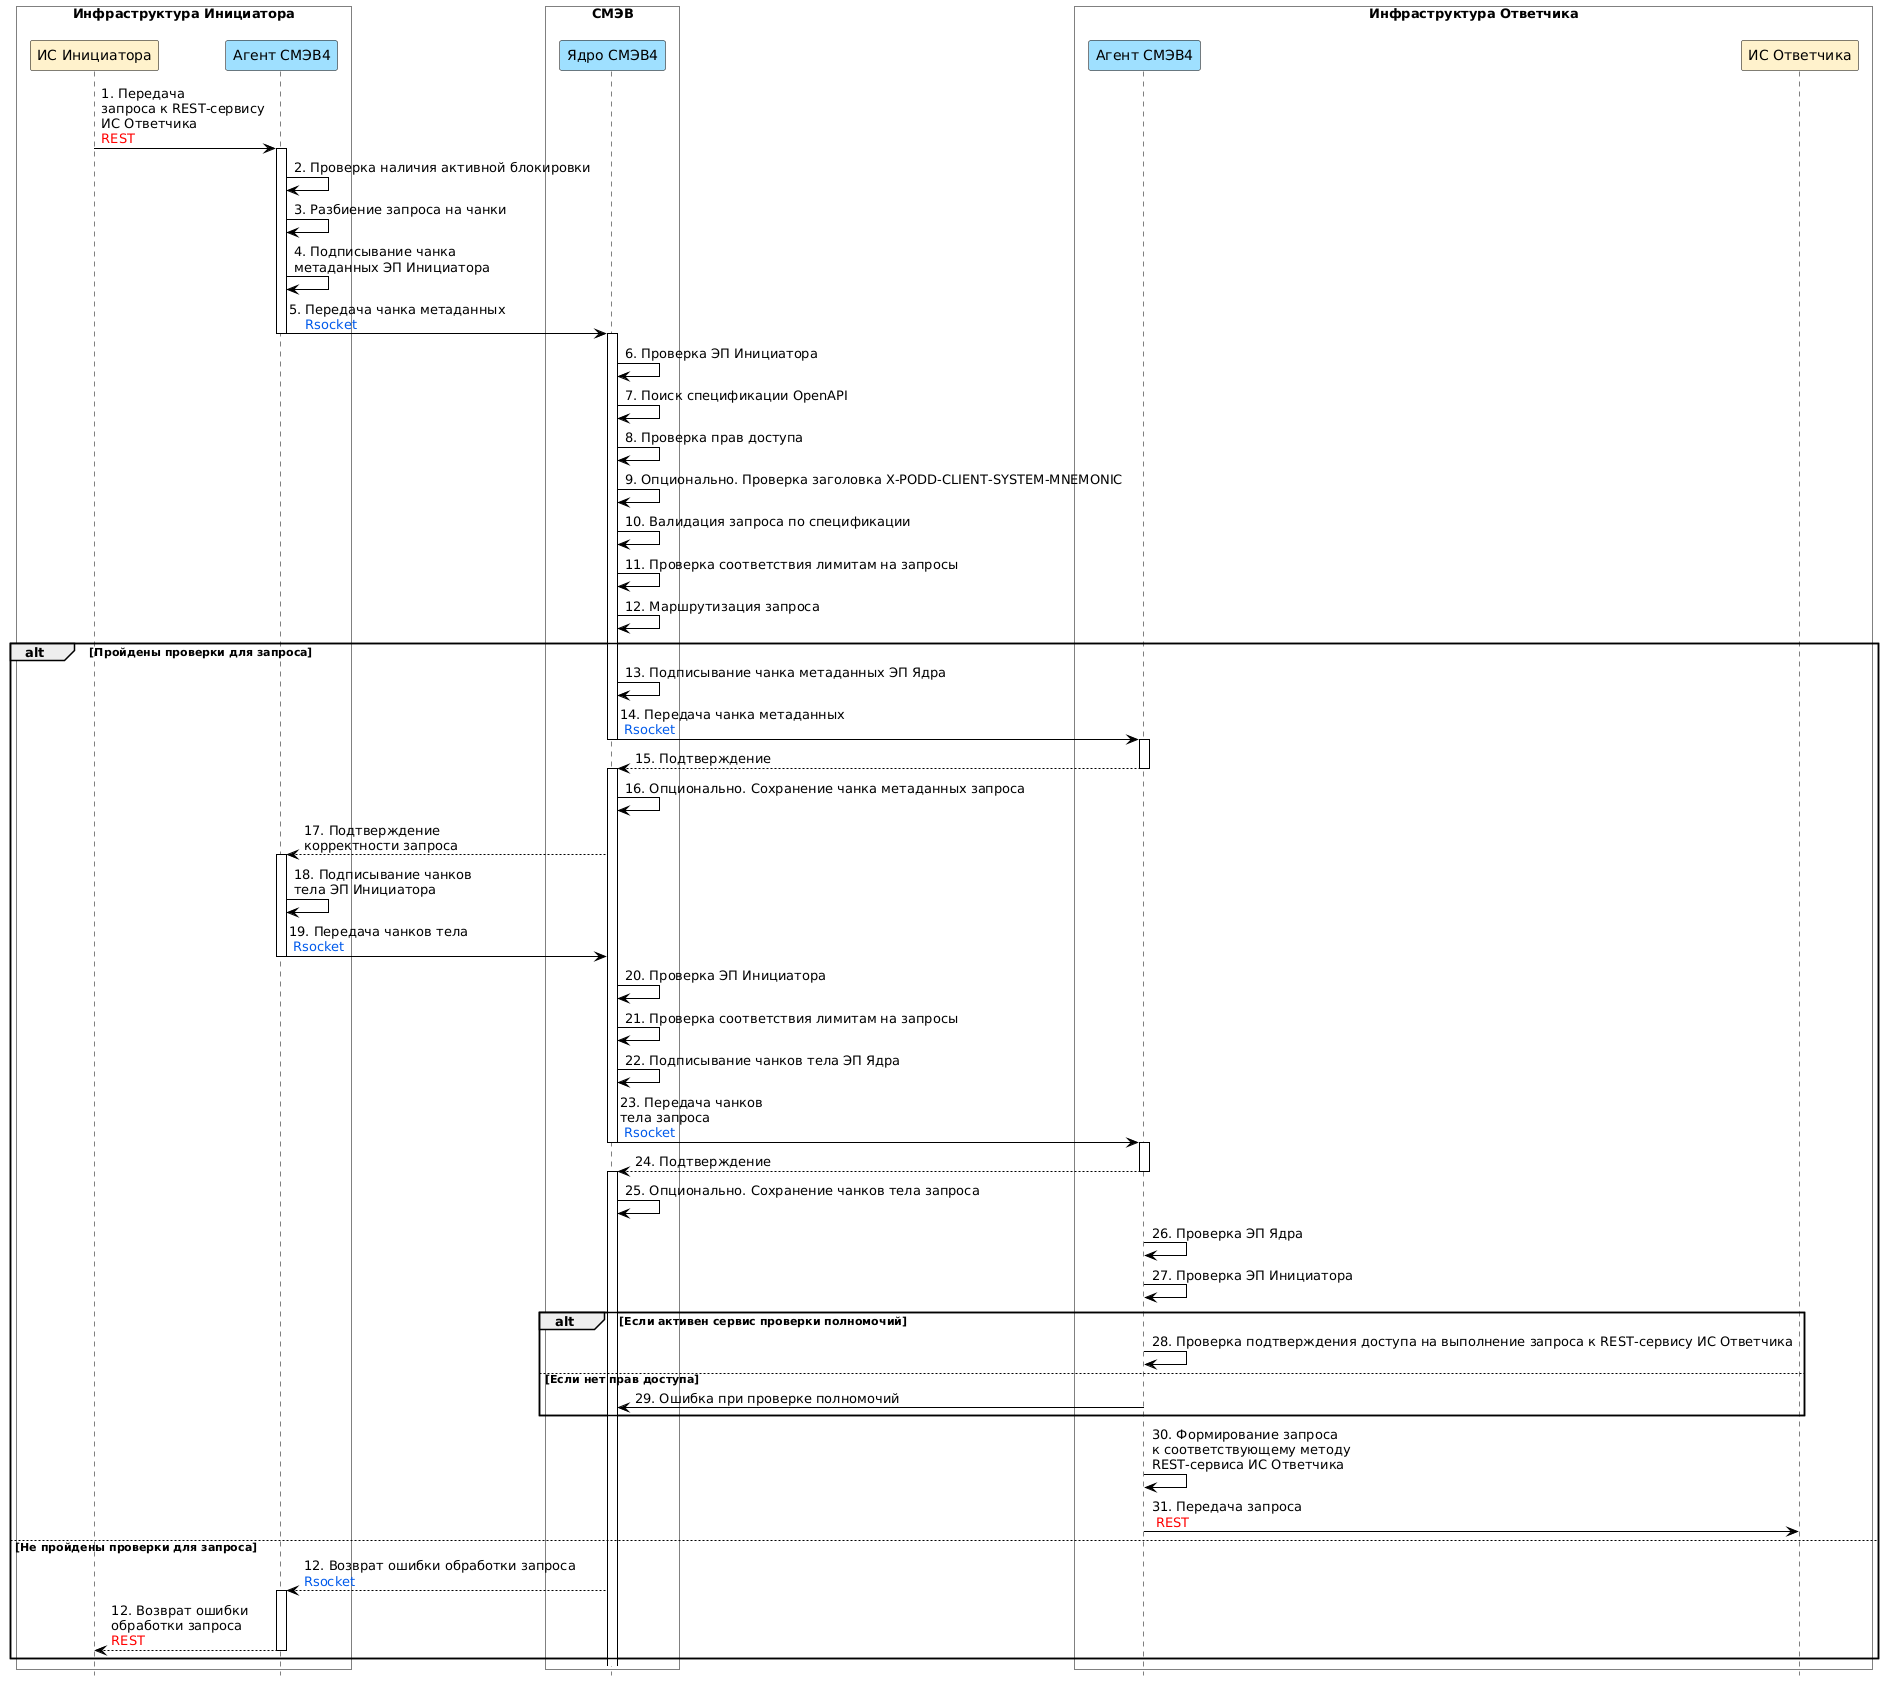 Инфраструктура Инициатора
СМЭВ
Инфраструктура Ответчика
ИС Инициатора
Агент СМЭВ4
Ядро СМЭВ4
Агент СМЭВ4
ИС Ответчика
1. Передача
запроса к REST-сервису
ИС Ответчика
REST
2. Проверка наличия активной блокировки
3. Разбиение запроса на чанки
4. Подписывание чанка
метаданных ЭП Инициатора
5. Передача чанка метаданных
Rsocket
6. Проверка ЭП Инициатора
7. Поиск спецификации OpenAPI
8. Проверка прав доступа
9. Опционально. Проверка заголовка X-PODD-CLIENT-SYSTEM-MNEMONIC
10. Валидация запроса по спецификации
11. Проверка соответствия лимитам на запросы
12. Маршрутизация запроса
alt [Пройдены проверки для запроса]
13. Подписывание чанка метаданных ЭП Ядра
14. Передача чанка метаданных
Rsocket
15. Подтверждение
16. Опционально. Сохранение чанка метаданных запроса
17. Подтверждение
корректности запроса
18. Подписывание чанков
тела ЭП Инициатора
19. Передача чанков тела
Rsocket
20. Проверка ЭП Инициатора
21. Проверка соответствия лимитам на запросы
22. Подписывание чанков тела ЭП Ядра
23. Передача чанков
тела запроса
Rsocket
24. Подтверждение
25. Опционально. Сохранение чанков тела запроса
26. Проверка ЭП Ядра
27. Проверка ЭП Инициатора
alt [Если активен сервис проверки полномочий]
28. Проверка подтверждения доступа на выполнение запроса к REST-сервису ИС Ответчика
[Если нет прав доступа]
29. Ошибка при проверке полномочий
30. Формирование запроса
к соответствующему методу
REST-сервиса ИС Ответчика
31. Передача запроса
REST
[Не пройдены проверки для запроса]
12. Возврат ошибки обработки запроса
Rsocket
12. Возврат ошибки
обработки запроса
REST